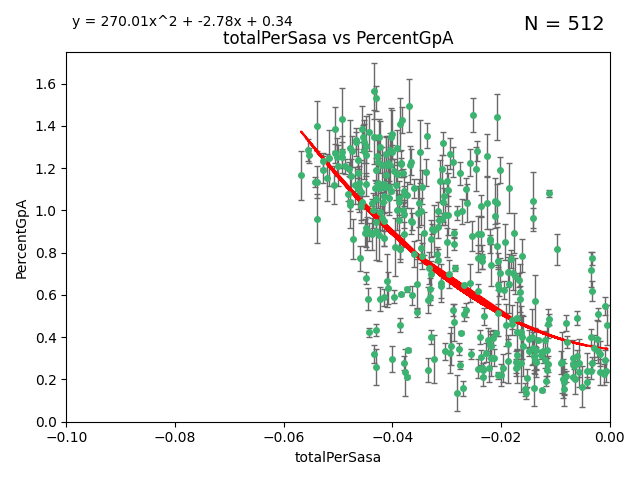 y = 270.01x^2 + -2.78x + 0.34
N = 512
totalPerSasa vs PercentGpA
PercentGpA
1.6
1.4
1.2
1.0
0.8
0.6
0.4
0.2
0.0
−0.10 −0.08 −0.06 −0.04 −0.02 0.00
totalPerSasa